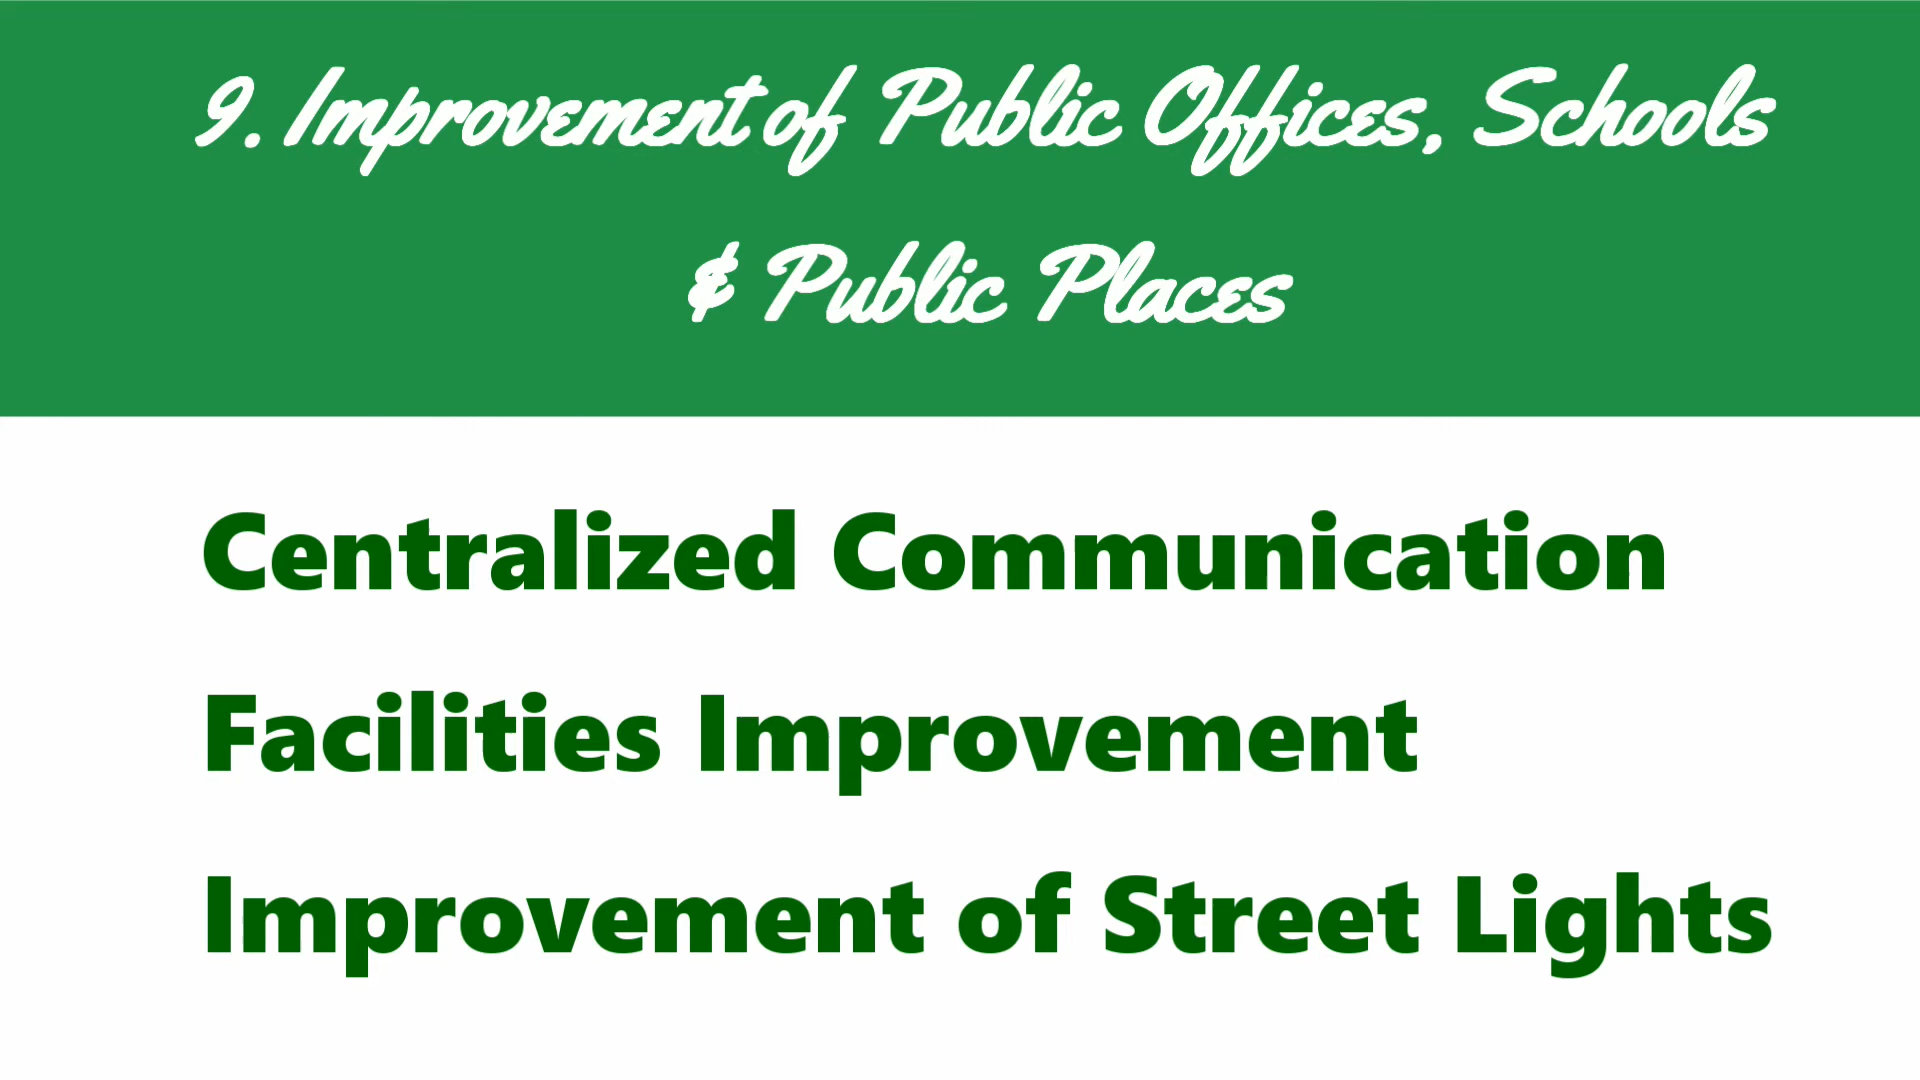 9. Improvement of Public Offices, Schools
& Public Places
Centralized Communication
Facilities Improvement
Improvement of Street Lights